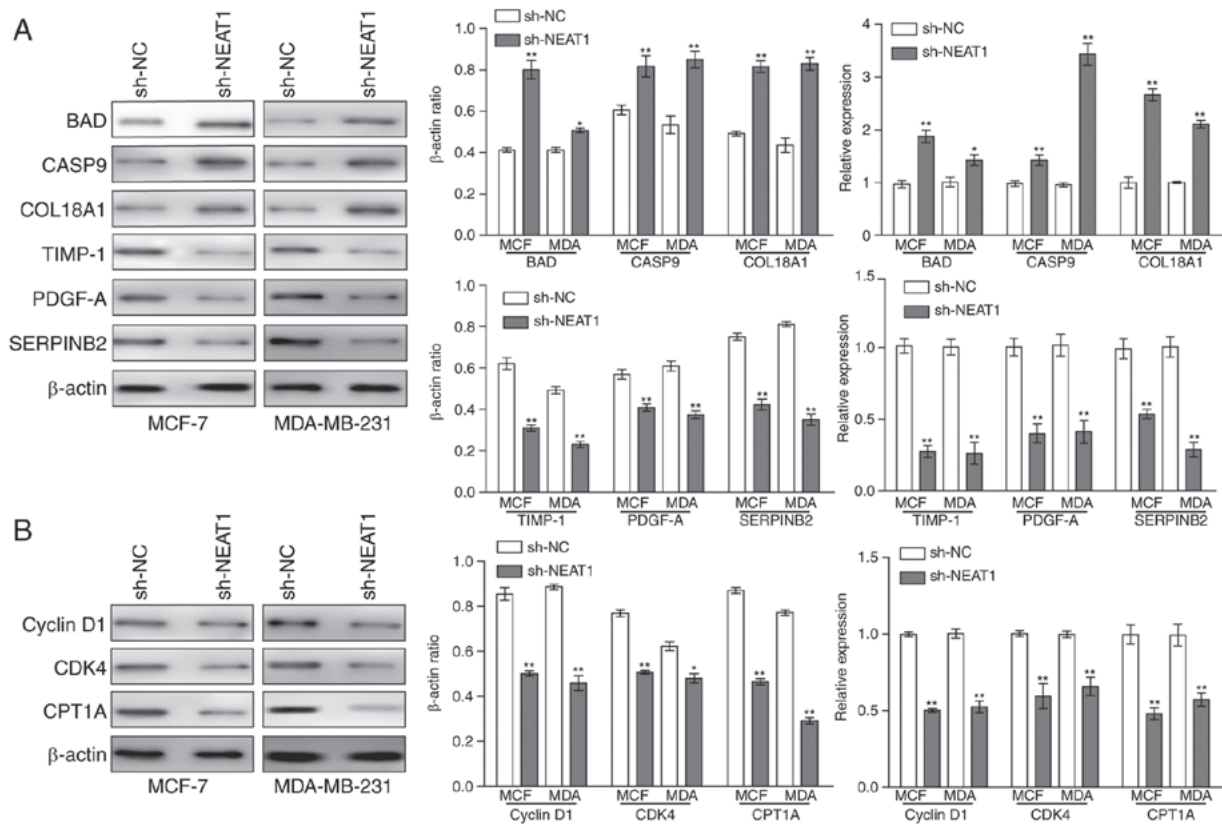 A
sh-NC
sh-NEAT1
sh-NC
sh-NEAT1
BAD
CASP9
COL18A1
TIMP-1
PDGF-A
SERPINB2
β-actin
MCF-7 MDA-MB-231
sh-NC
sh-NEAT1
β-actin ratio
1.0
0.8
0.6
0.4
0.2
0.0
** * ** ** ** **
MCF MDA MCF MDA MCF MDA
BAD CASP9 COL18A1
sh-NC
sh-NEAT1
Relative expression
4
3
2
1
0
** * ** ** ** **
MCF MDA MCF MDA MCF MDA
BAD CASP9 COL18A1
sh-NC
sh-NEAT1
β-actin ratio
1.0
0.8
0.6
0.4
0.2
0.0
** ** ** ** ** **
MCF MDA MCF MDA MCF MDA
TIMP-1 PDGF-A SERPINB2
sh-NC
sh-NEAT1
Relative expression
1.5
1.0
0.5
0.0
** ** ** ** ** **
MCF MDA MCF MDA MCF MDA
TIMP-1 PDGF-A SERPINB2
B
sh-NC
sh-NEAT1
sh-NC
sh-NEAT1
Cyclin D1
CDK4
CPT1A
β-actin
MCF-7 MDA-MB-231
sh-NC
sh-NEAT1
β-actin ratio
1.0
0.8
0.6
0.4
0.2
0.0
** ** ** * ** **
MCF MDA MCF MDA MCF MDA
Cyclin D1 CDK4 CPT1A
sh-NC
sh-NEAT1
Relative expression
1.5
1.0
0.5
0.0
** ** ** ** ** **
MCF MDA MCF MDA MCF MDA
Cyclin D1 CDK4 CPT1A